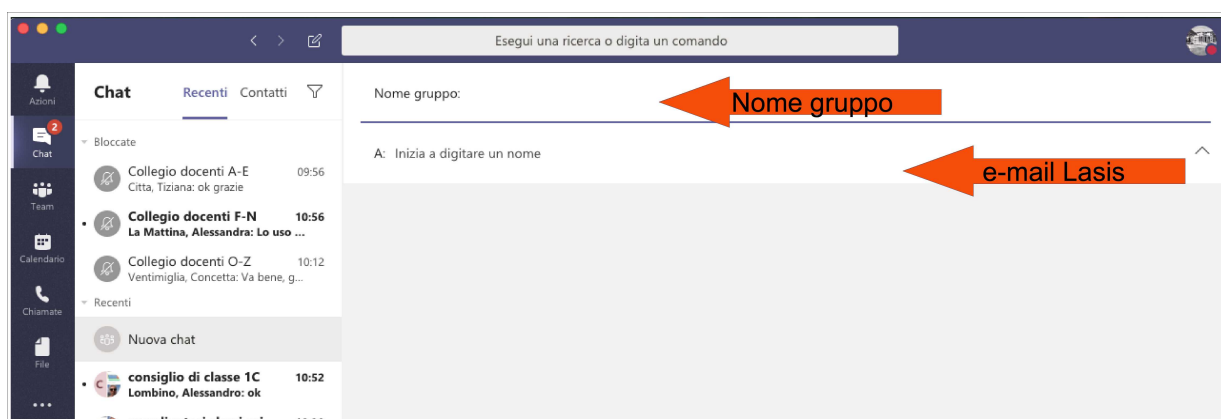 Esegui una ricerca o digita un comando
Azioni
2
Chat
Team
Calendario
Chiamate
File
Chat Recenti Contatti
Bloccate
Collegio docenti A-E 09:56
Citta, Tiziana: ok grazie
Collegio docenti F-N 10:56
La Mattina, Alessandra: Lo uso ...
Collegio docenti O-Z 10:12
Ventimiglia, Concetta: Va bene, g...
Recenti
Nuova chat
C
consiglio di classe 1C 10:52
Lombino, Alessandro: ok
Nome gruppo:
Nome gruppo
A: Inizia a digitare un nome
e-mail Lasis